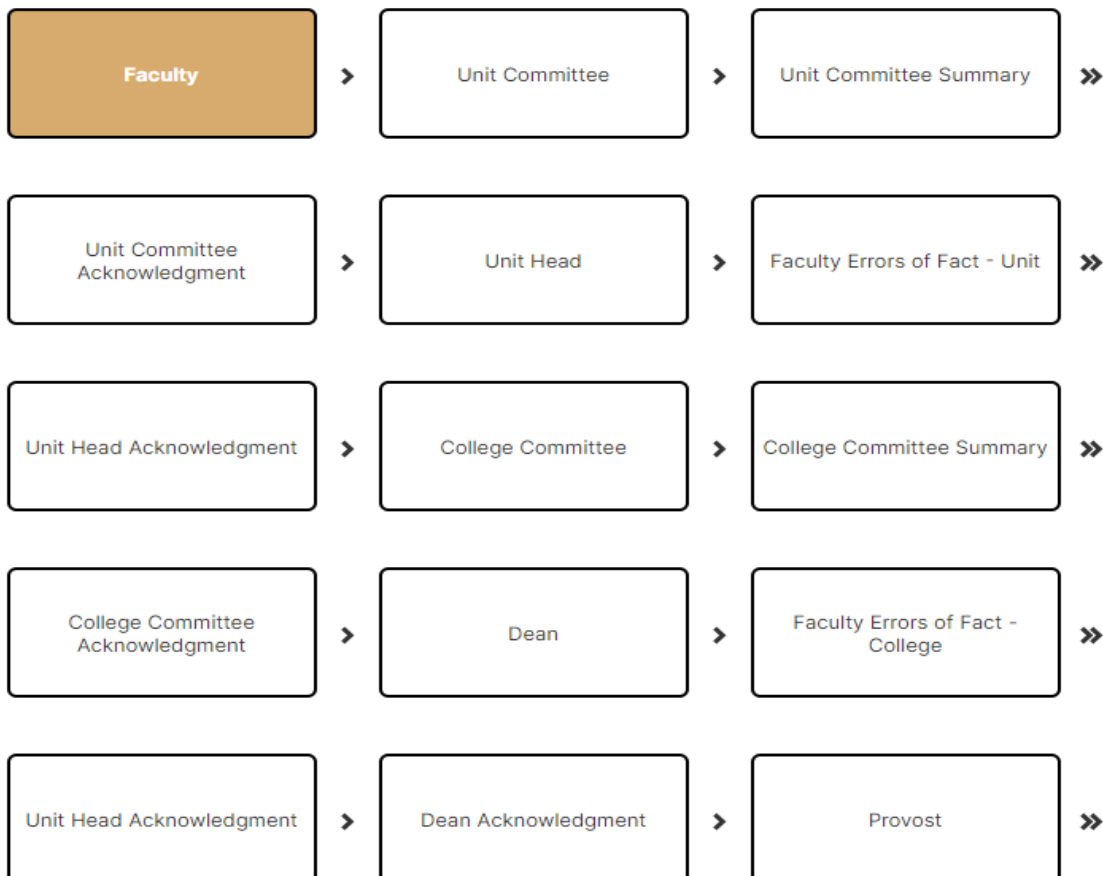 Faculty
Unit Committee
Unit Committee Summary
Unit Committee
Acknowledgment
Unit Head
Faculty Errors of Fact - Unit
Unit Head Acknowledgment
College Committee
College Committee Summary
College Committee
Acknowledgment
Dean
Faculty Errors of Fact -
College
Unit Head Acknowledgment
Dean Acknowledgment
Provost